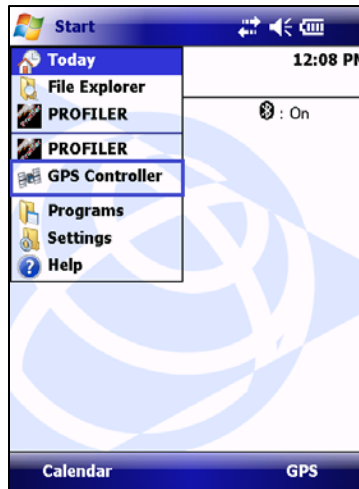 Start
Today
12:08 PM
File Explorer
PROFILER
: On
PROFILER
GPS Controller
Programs
Settings
Help
Calendar
GPS